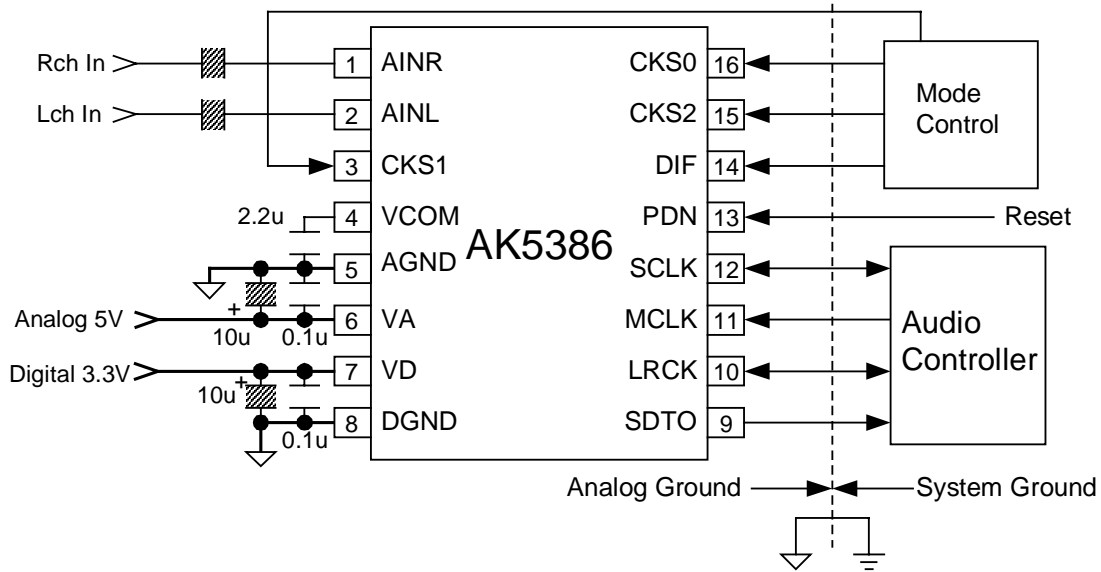 Rch In
1
AINR
CKS0
16
Mode
Control
Lch In
2
AINL
CKS2
15
3
CKS1
DIF
14
2.2u
4
VCOM
PDN
13
Reset
AK5386
5
AGND
SCLK
12
Audio
Controller
Analog 5V
+
10u
0.1u
6
VA
MCLK
11
Digital 3.3V
+
10u
7
VD
LRCK
10
0.1u
8
DGND
SDTO
9
Analog Ground
System Ground